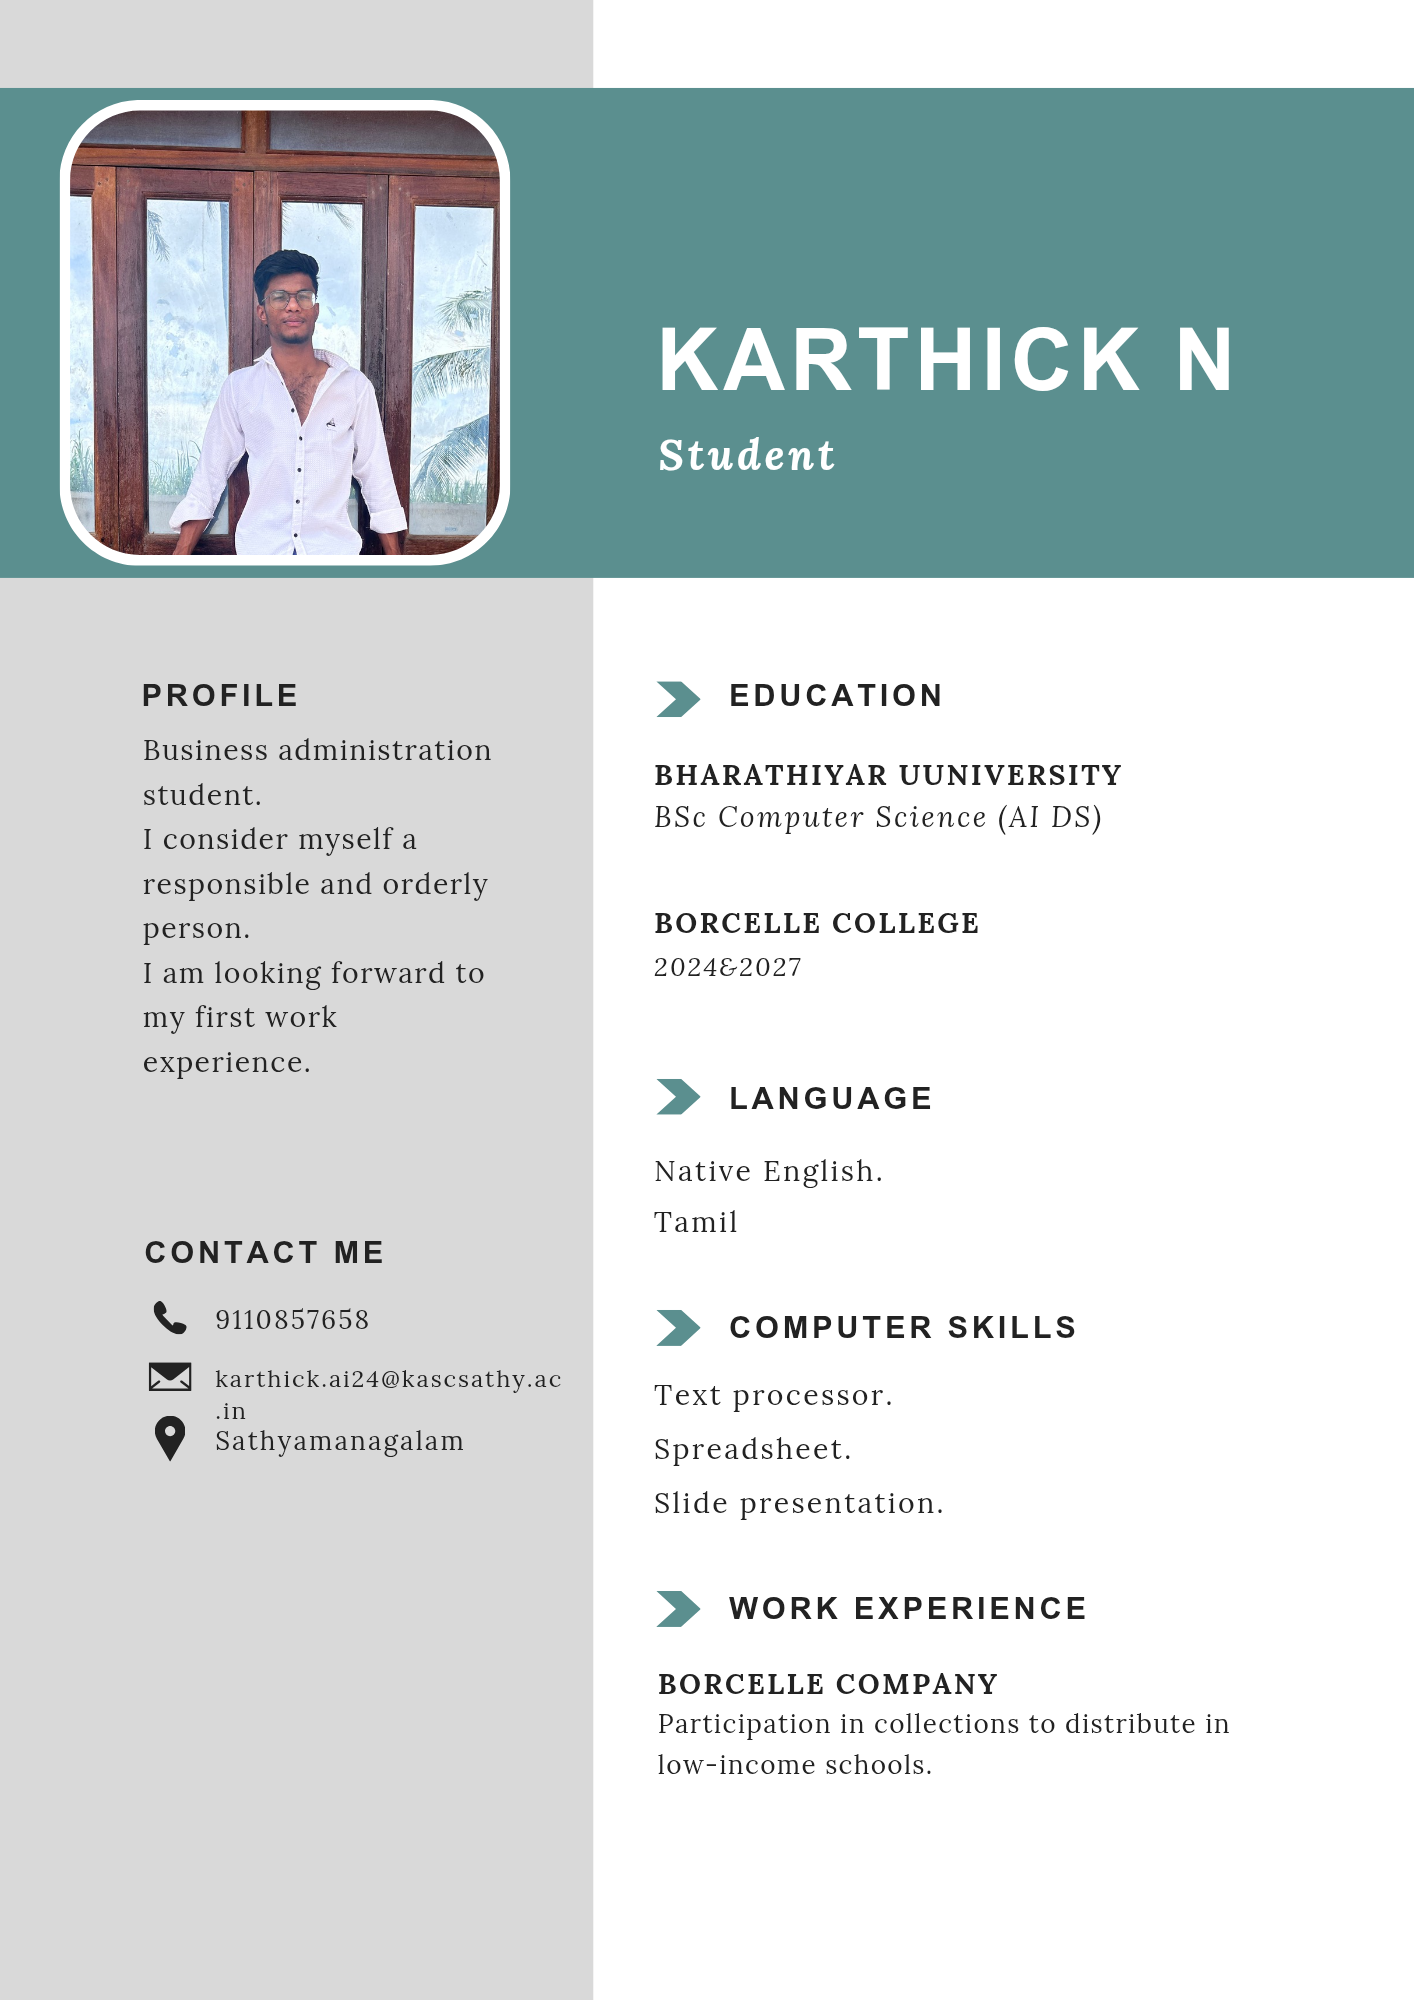 KARTHICK N
Student
PROFILE
Business administration
student.
I consider myself a
responsible and orderly
person.
I am looking forward to
my first work
experience.
CONTACT ME
9110857658
karthick.ai24@kascsathy.ac
.in
Sathyamanagalam
EDUCATION
BHARATHIYAR UUNIVERSITY
BSc Computer Science (AI DS)
BORCELLE COLLEGE
2024&2027
LANGUAGE
Native English.
Tamil
COMPUTER SKILLS
Text processor.
Spreadsheet.
Slide presentation.
WORK EXPERIENCE
BORCELLE COMPANY
Participation in collections to distribute in
low-income schools.